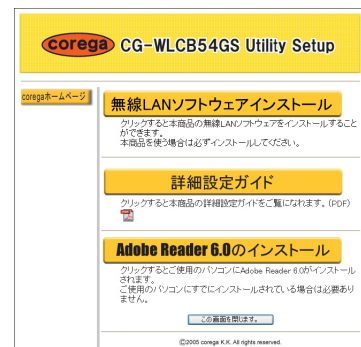 corega CG-WLCB54GS Utility Setup
coregaホームページ
無線LANソフトウェアインストール
クリックすると本商品の無線LANソフトウェアをインストールすること
ができます。
本商品を使う場合は必ずインストールしてください。
詳細設定ガイド
クリックすると本商品の詳細設定ガイドをご覧になれます。(PDF)
Adobe Reader 6.0のインストール
クリックするとご使用のパソコンにAdobe Reader 6.0がインストール
されます。
ご使用のパソコンにすでにインストールされている場合は必要あり
ません。
この画面を閉じます。
©2005 corega K.K. All rights reserved.